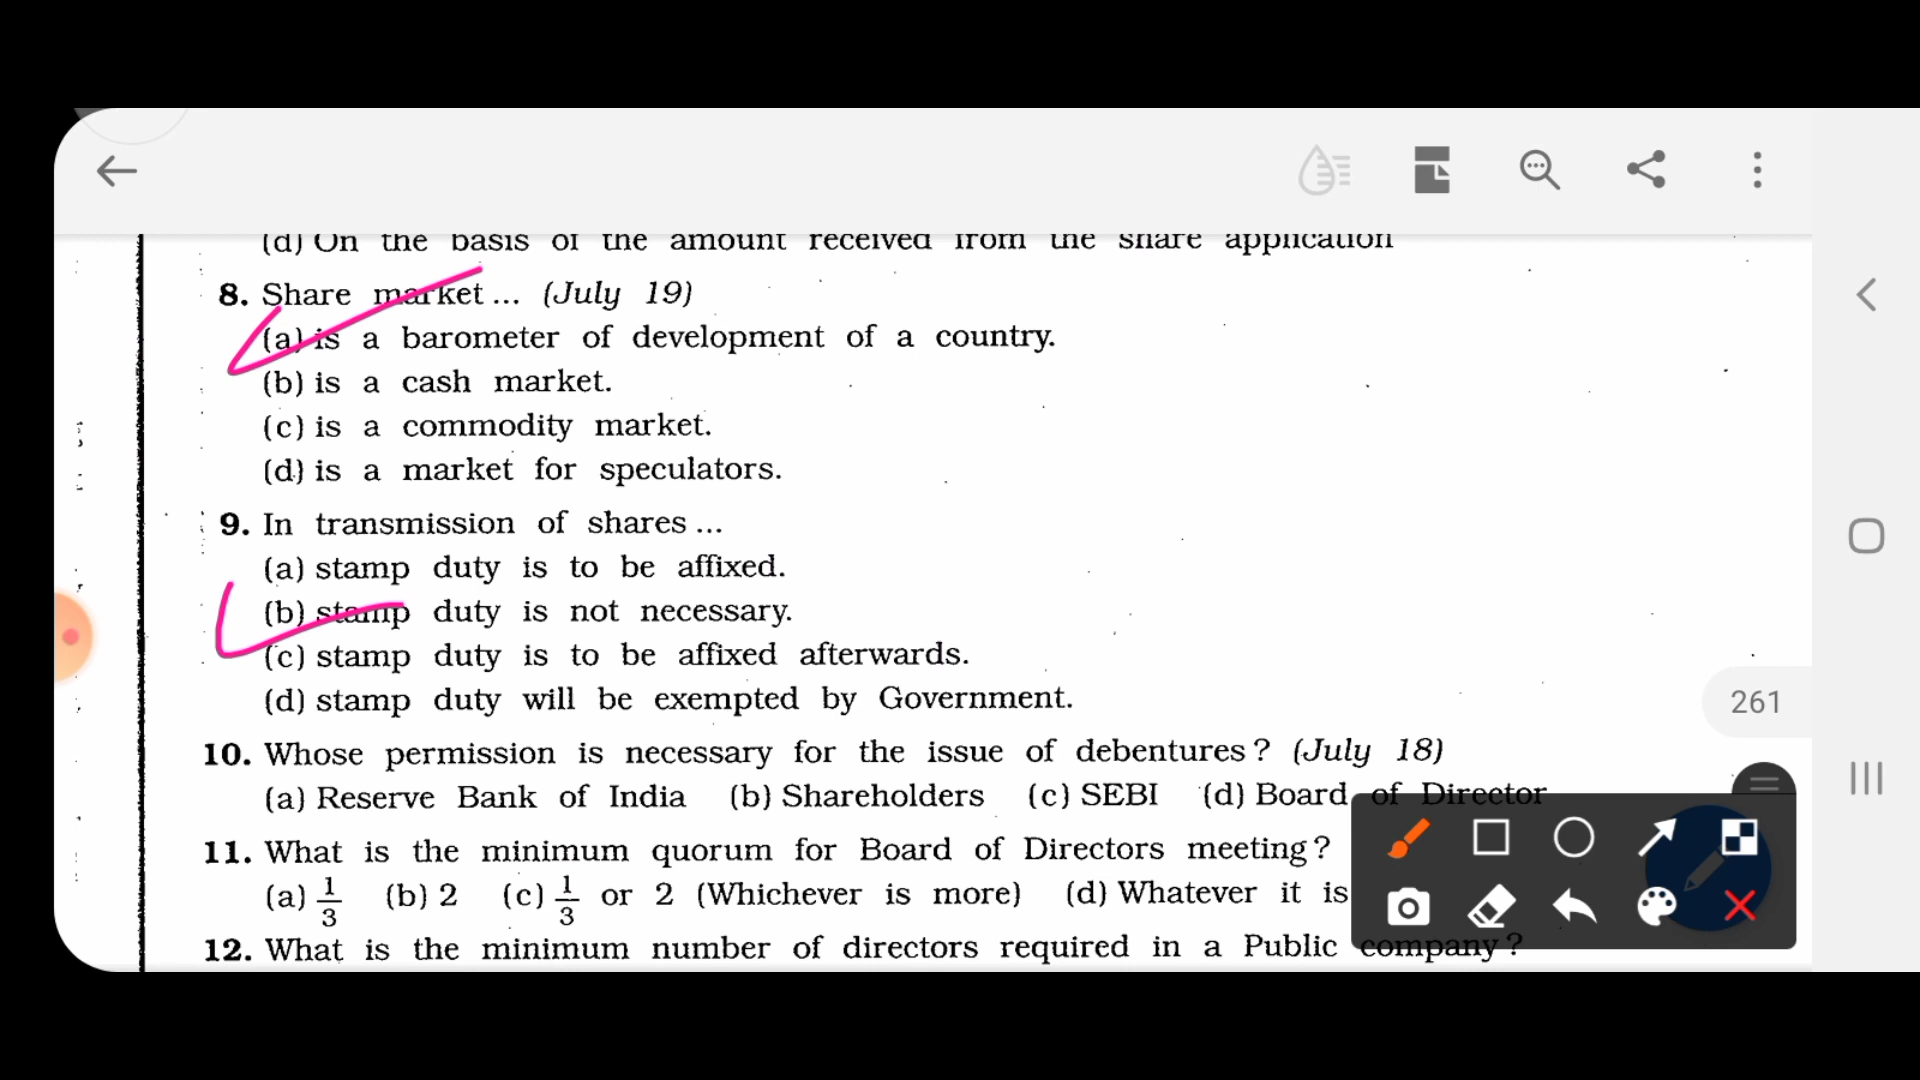 (d) On the basis of the amount received from the share application
8. Share market ... (July 19)
(a) is a barometer of development of a country.
(b) is a cash market.
(c) is a commodity market.
(d) is a market for speculators.
9. In transmission of shares ...
(a) stamp duty is to be affixed.
(b) stamp duty is not necessary.
(c) stamp duty is to be affixed afterwards.
(d) stamp duty will be exempted by Government.
261
10. Whose permission is necessary for the issue of debentures ? (July 18)
(a) Reserve Bank of India (b) Shareholders (c) SEBI (d) Board of Director
11. What is the minimum quorum for Board of Directors meeting ?
(a) 1/3 (b) 2 (c) 1/3 or 2 (Whichever is more) (d) Whatever it is
12. What is the minimum number of directors required in a Public company ?